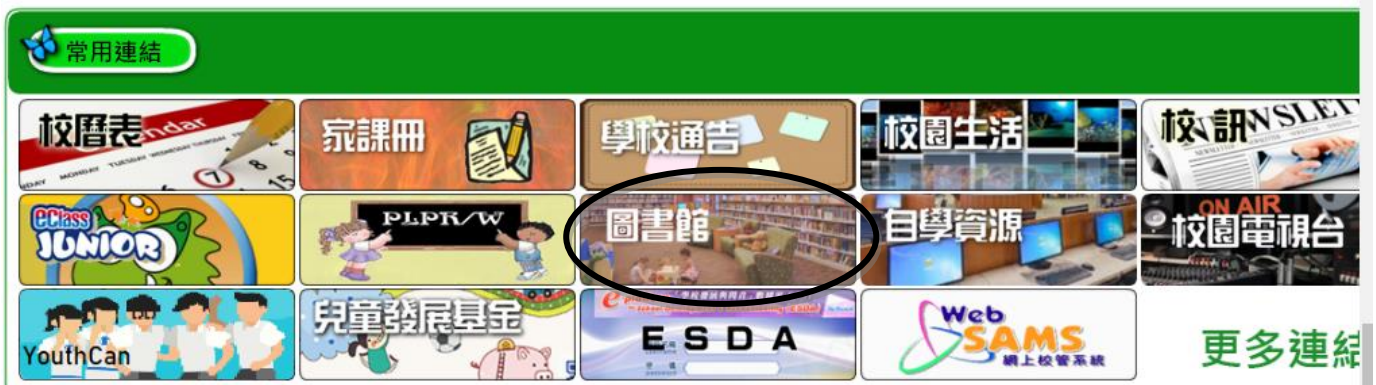 常用連結
校曆表
家課冊
學校通告
校園生活
校訊
NEWSLET
eClass
JUNIOR
PLPR/W
圖書館
自學資源
ON AIR
校園電視台
YouthCan
兒童發展基金
ESDA
Web
SAMS
網上校管系統
更多連結